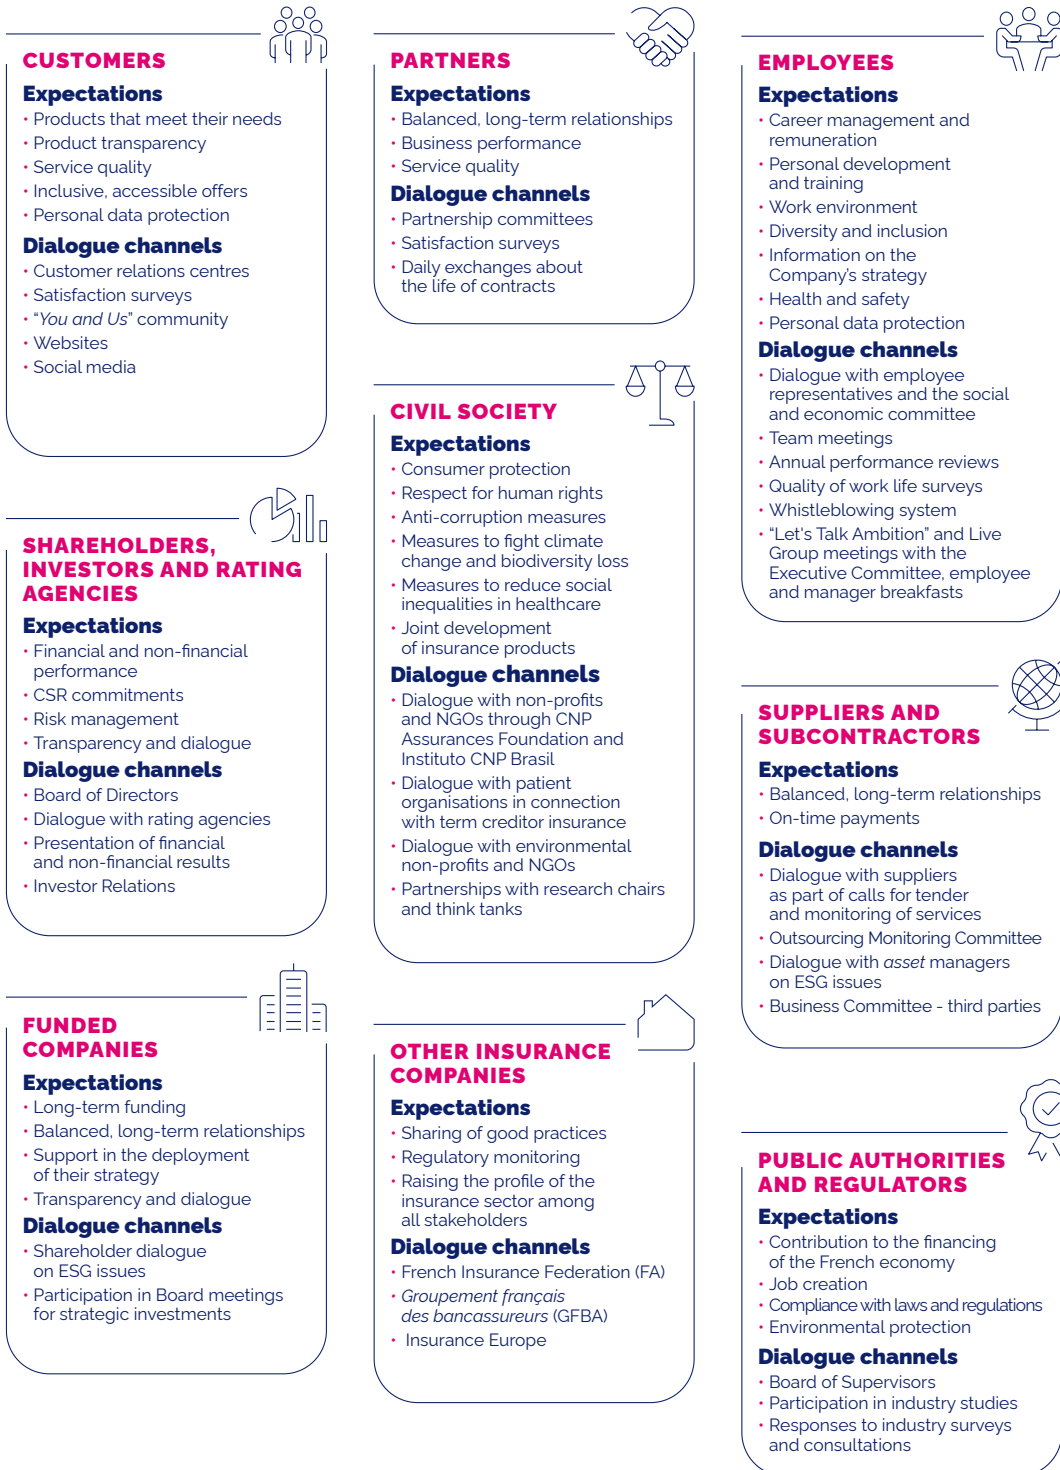 CUSTOMERS
Expectations
• Products that meet their needs
• Product transparency
• Service quality
• Inclusive, accessible offers
• Personal data protection
Dialogue channels
• Customer relations centres
• Satisfaction surveys
• “You and Us” community
• Websites
• Social media
SHAREHOLDERS,
INVESTORS AND RATING
AGENCIES
Expectations
• Financial and non-financial
performance
• CSR commitments
• Risk management
• Transparency and dialogue
Dialogue channels
• Board of Directors
• Dialogue with rating agencies
• Presentation of financial
and non-financial results
• Investor Relations
FUNDED
COMPANIES
Expectations
• Long-term funding
• Balanced, long-term relationships
• Support in the deployment
of their strategy
• Transparency and dialogue
Dialogue channels
• Shareholder dialogue
on ESG issues
• Participation in Board meetings
for strategic investments
PARTNERS
Expectations
• Balanced, long-term relationships
• Business performance
• Service quality
Dialogue channels
• Partnership committees
• Satisfaction surveys
• Daily exchanges about
the life of contracts
CIVIL SOCIETY
Expectations
• Consumer protection
• Respect for human rights
• Anti-corruption measures
• Measures to fight climate
change and biodiversity loss
• Measures to reduce social
inequalities in healthcare
• Joint development
of insurance products
Dialogue channels
• Dialogue with non-profits
and NGOs through CNP
Assurances Foundation and
Instituto CNP Brasil
• Dialogue with patient
organisations in connection
with term creditor insurance
• Dialogue with environmental
non-profits and NGOs
• Partnerships with research chairs
and think tanks
OTHER INSURANCE
COMPANIES
Expectations
• Sharing of good practices
• Regulatory monitoring
• Raising the profile of the
insurance sector among
all stakeholders
Dialogue channels
• French Insurance Federation (FA)
• Groupement français
des bancassureurs (GFBA)
• Insurance Europe
EMPLOYEES
Expectations
• Career management and
remuneration
• Personal development
and training
• Work environment
• Diversity and inclusion
• Information on the
Company’s strategy
• Health and safety
• Personal data protection
Dialogue channels
• Dialogue with employee
representatives and the social
and economic committee
• Team meetings
• Annual performance reviews
• Quality of work life surveys
• Whistleblowing system
• “Let's Talk Ambition” and Live
Group meetings with the
Executive Committee, employee
and manager breakfasts
SUPPLIERS AND
SUBCONTRACTORS
Expectations
• Balanced, long-term relationships
• On-time payments
Dialogue channels
• Dialogue with suppliers
as part of calls for tender
and monitoring of services
• Outsourcing Monitoring Committee
• Dialogue with asset managers
on ESG issues
• Business Committee - third parties
PUBLIC AUTHORITIES
AND REGULATORS
Expectations
• Contribution to the financing
of the French economy
• Job creation
• Compliance with laws and regulations
• Environmental protection
Dialogue channels
• Board of Supervisors
• Participation in industry studies
• Responses to industry surveys
and consultations